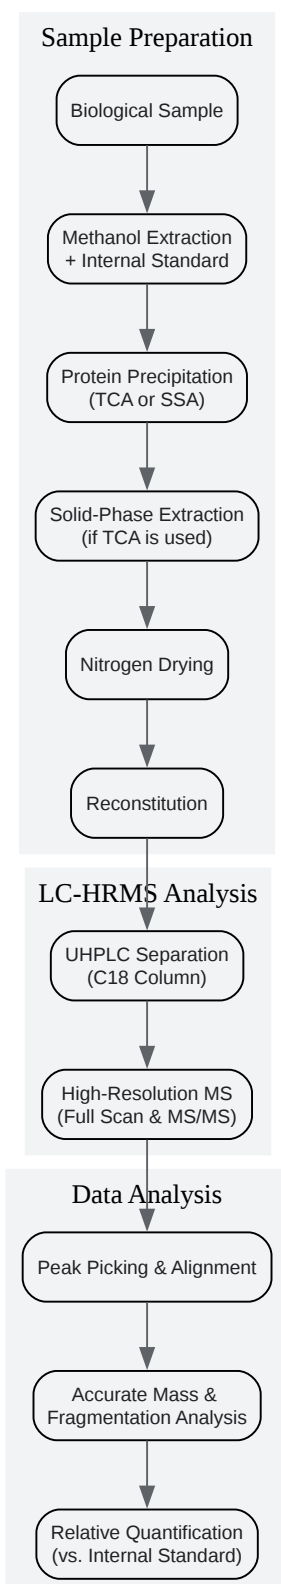 Sample Preparation
Biological Sample
Methanol Extraction
+ Internal Standard
Protein Precipitation
(TCA or SSA)
Solid-Phase Extraction
(if TCA is used)
Nitrogen Drying
Reconstitution
LC-HRMS Analysis
UHPLC Separation
(C18 Column)
High-Resolution MS
(Full Scan & MS/MS)
Data Analysis
Peak Picking & Alignment
Accurate Mass &
Fragmentation Analysis
Relative Quantification
(vs. Internal Standard)